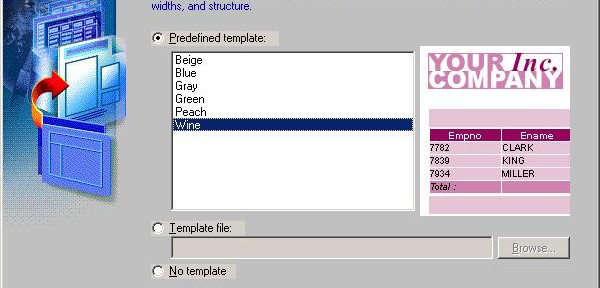 widths, and structure.
Predefined template:
Beige
Blue
Gray
Green
Peach
Wine
YOUR Inc,
COMPANY
Empno Ename
7782 CLARK
7839 KING
7934 MILLER
Total :
Template file:
Browse...
No template